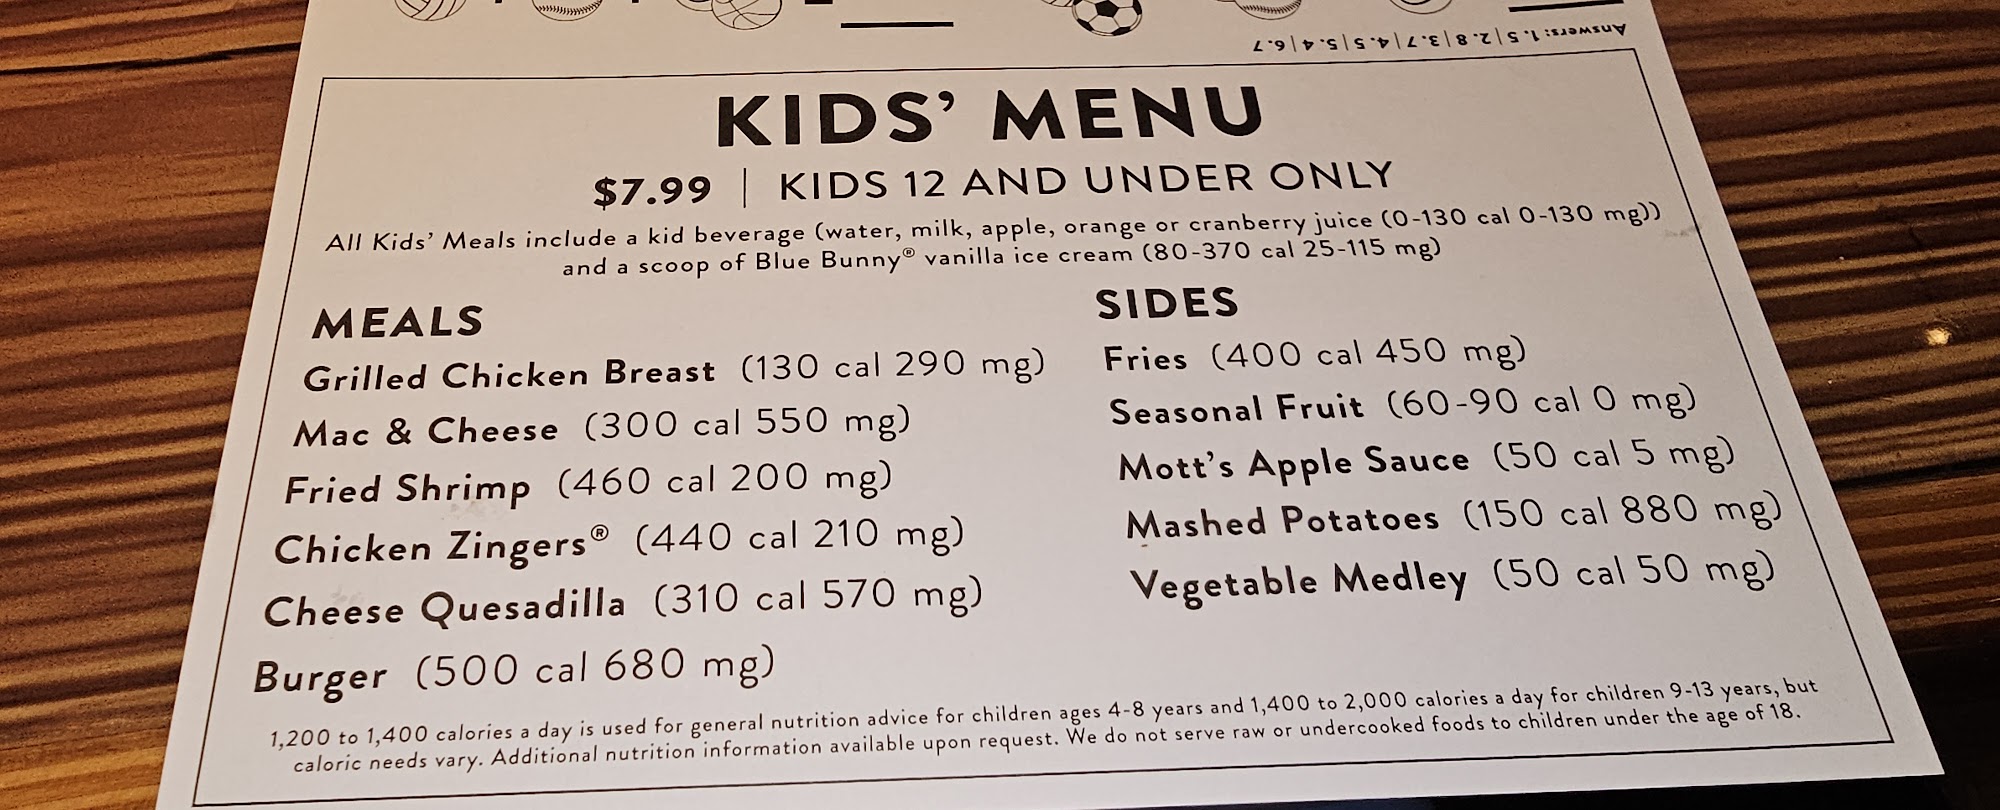 Answers: 1. 5 | 2. 8 | 3. 7 | 4. 5 | 5. 4 | 6. 7
KIDS' MENU
$7.99 | KIDS 12 AND UNDER ONLY
All Kids' Meals include a kid beverage (water, milk, apple, orange or cranberry juice (0-130 cal 0-130 mg))
and a scoop of Blue Bunny® vanilla ice cream (80-370 cal 25-115 mg)
MEALS
Grilled Chicken Breast (130 cal 290 mg)
Mac & Cheese (300 cal 550 mg)
Fried Shrimp (460 cal 200 mg)
Chicken Zingers® (440 cal 210 mg)
Cheese Quesadilla (310 cal 570 mg)
Burger (500 cal 680 mg)
SIDES
Fries (400 cal 450 mg)
Seasonal Fruit (60-90 cal 0 mg)
Mott's Apple Sauce (50 cal 5 mg)
Mashed Potatoes (150 cal 880 mg)
Vegetable Medley (50 cal 50 mg)
1,200 to 1,400 calories a day is used for general nutrition advice for children ages 4-8 years and 1,400 to 2,000 calories a day for children 9-13 years, but
caloric needs vary. Additional nutrition information available upon request. We do not serve raw or undercooked foods to children under the age of 18.